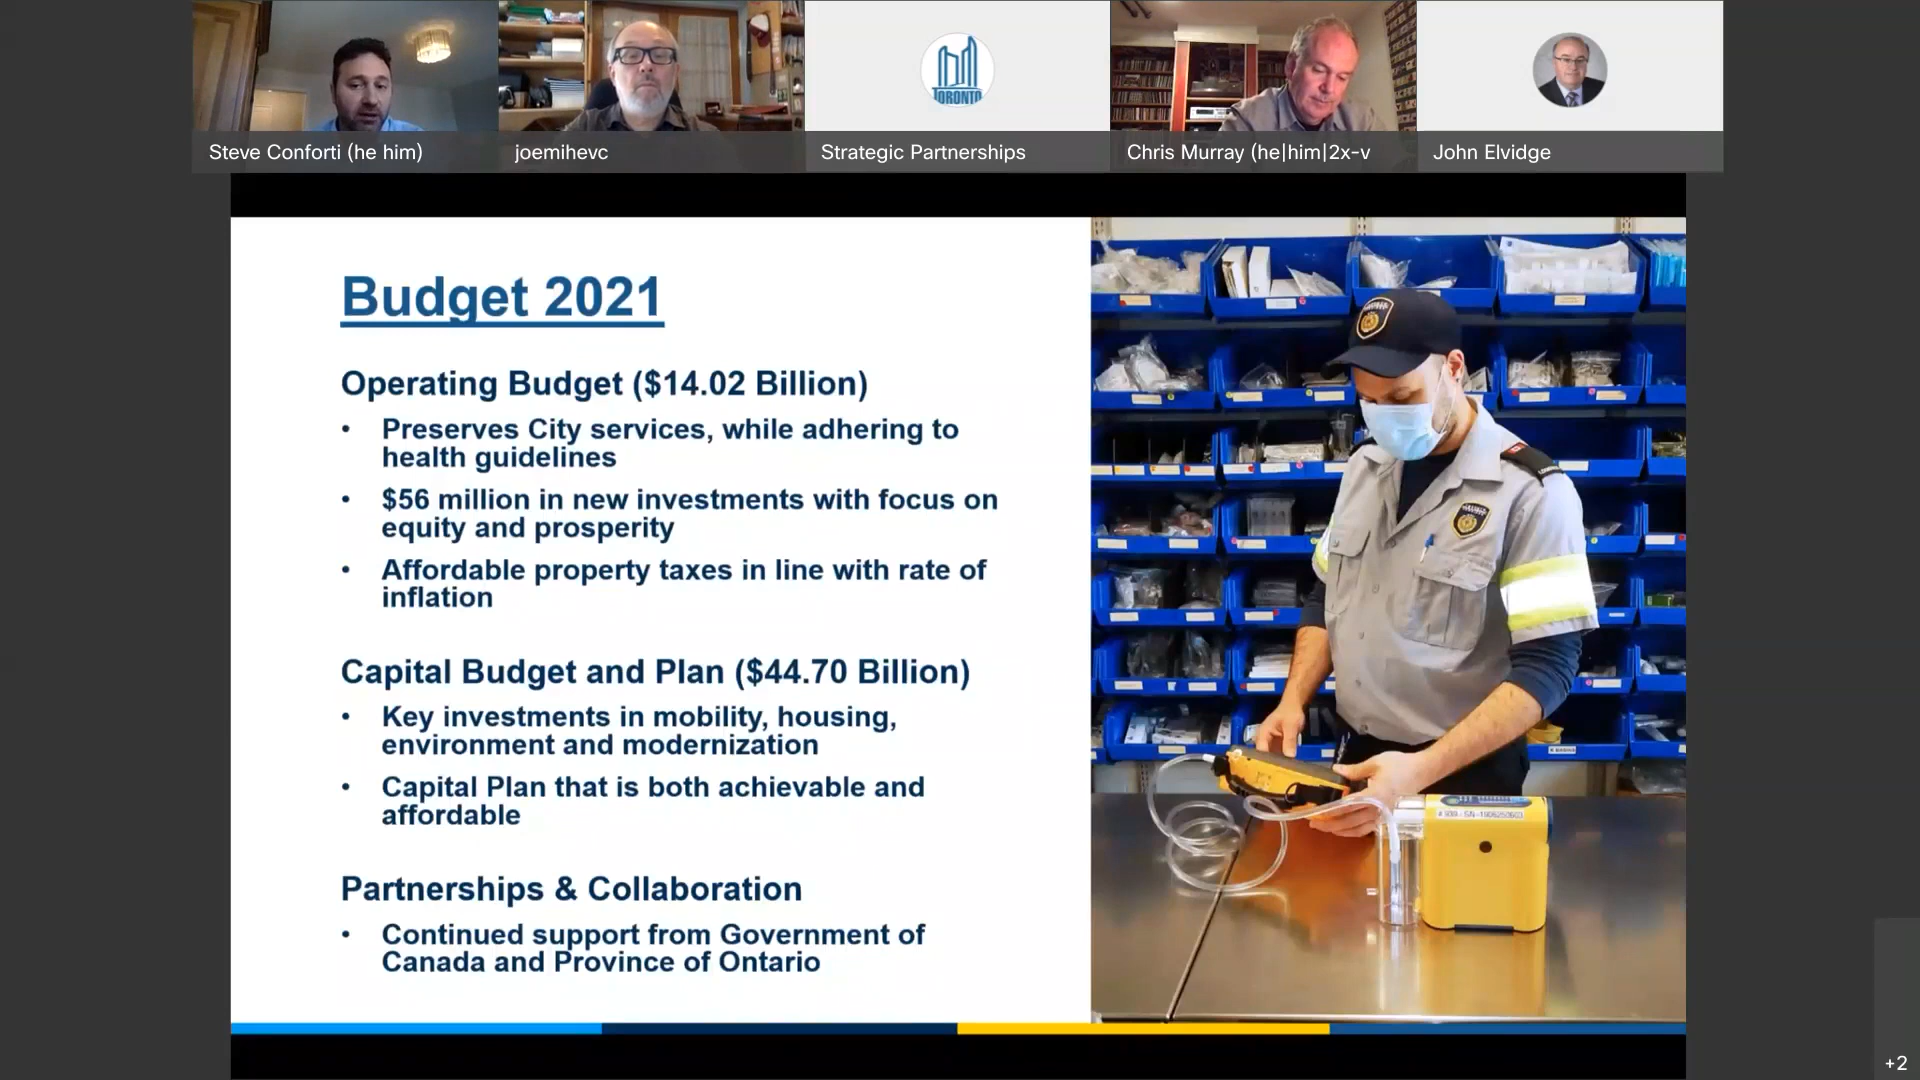 Steve Conforti (he him)
joemihevc
TORONTO
Strategic Partnerships
Chris Murray (he|him|2x-v
John Elvidge
Budget 2021
Operating Budget ($14.02 Billion)
• Preserves City services, while adhering to
health guidelines
• $56 million in new investments with focus on
equity and prosperity
• Affordable property taxes in line with rate of
inflation
Capital Budget and Plan ($44.70 Billion)
• Key investments in mobility, housing,
environment and modernization
• Capital Plan that is both achievable and
affordable
Partnerships & Collaboration
• Continued support from Government of
Canada and Province of Ontario
+2